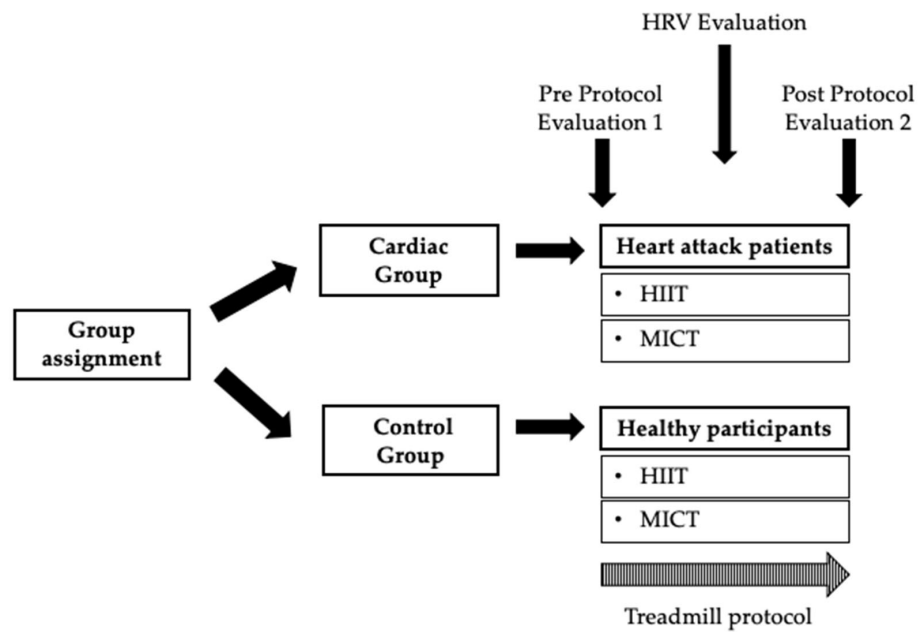 HRV Evaluation
Pre Protocol
Evaluation 1
Post Protocol
Evaluation 2
Group
assignment
Cardiac
Group
Heart attack patients
• HIIT
• MICT
Control
Group
Healthy participants
• HIIT
• MICT
Treadmill protocol